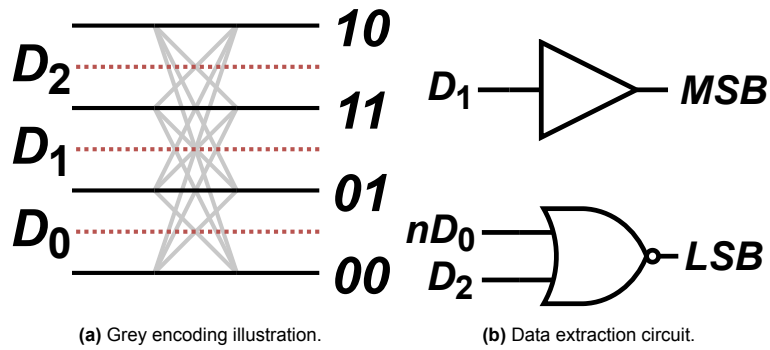 10
D₂
11
D₁
01
D₀
00
(a) Grey encoding illustration.
D₁ MSB
nD₀
D₂ LSB
(b) Data extraction circuit.